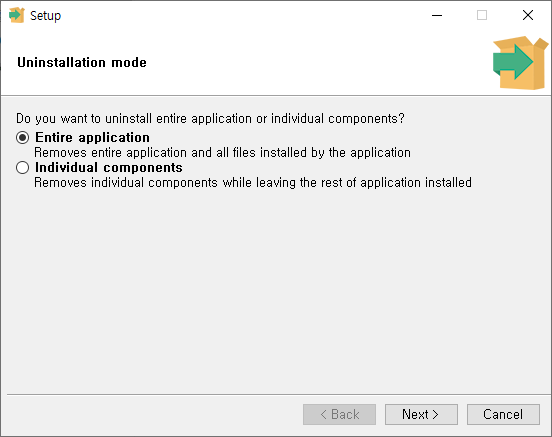 Setup
Uninstallation mode
Do you want to uninstall entire application or individual components?
Entire application
Removes entire application and all files installed by the application
Individual components
Removes individual components while leaving the rest of application installed
< Back
Next >
Cancel